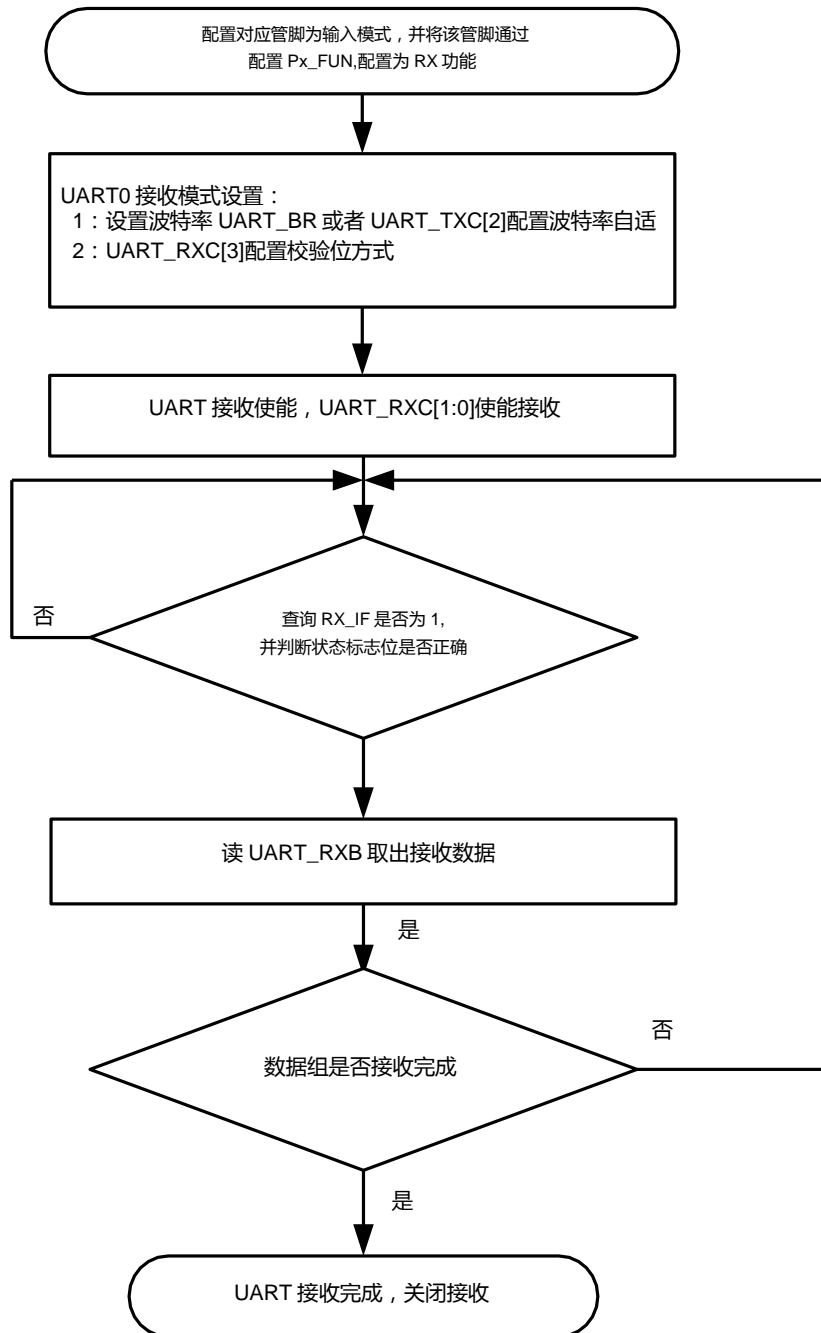 配置对应管脚为输入模式，并将该管脚通过
配置 Px_FUN,配置为 RX 功能
UART0 接收模式设置：
1：设置波特率 UART_BR 或者 UART_TXC[2]配置波特率自适
2：UART_RXC[3]配置校验位方式
UART 接收使能，UART_RXC[1:0]使能接收
否
查询 RX_IF 是否为 1,
并判断状态标志位是否正确
读 UART_RXB 取出接收数据
是
否
数据组是否接收完成
是
UART 接收完成，关闭接收